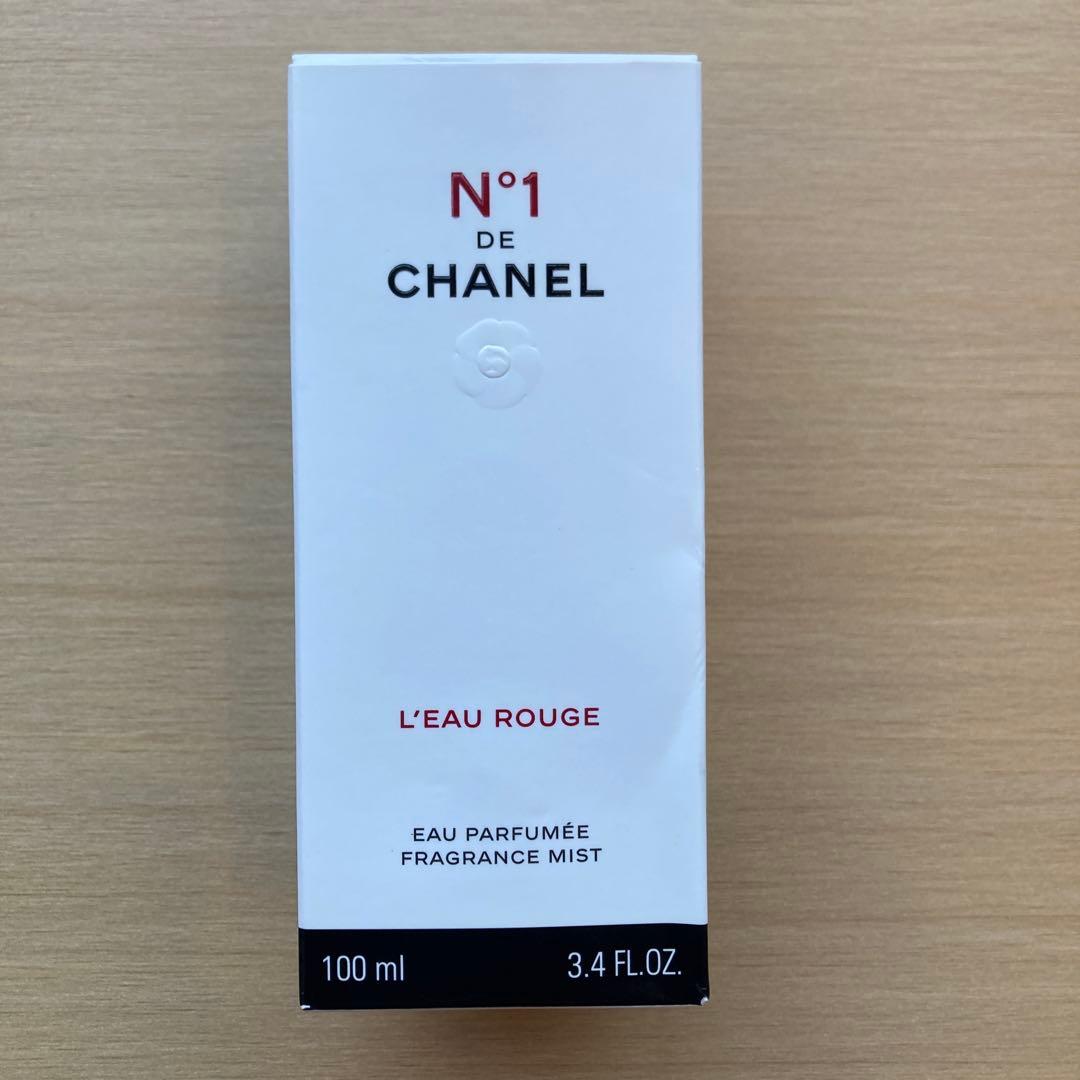 N°1
DE
CHANEL
L'EAU ROUGE
EAU PARFUMÉE
FRAGRANCE MIST
100 ml 3.4 FL.OZ.